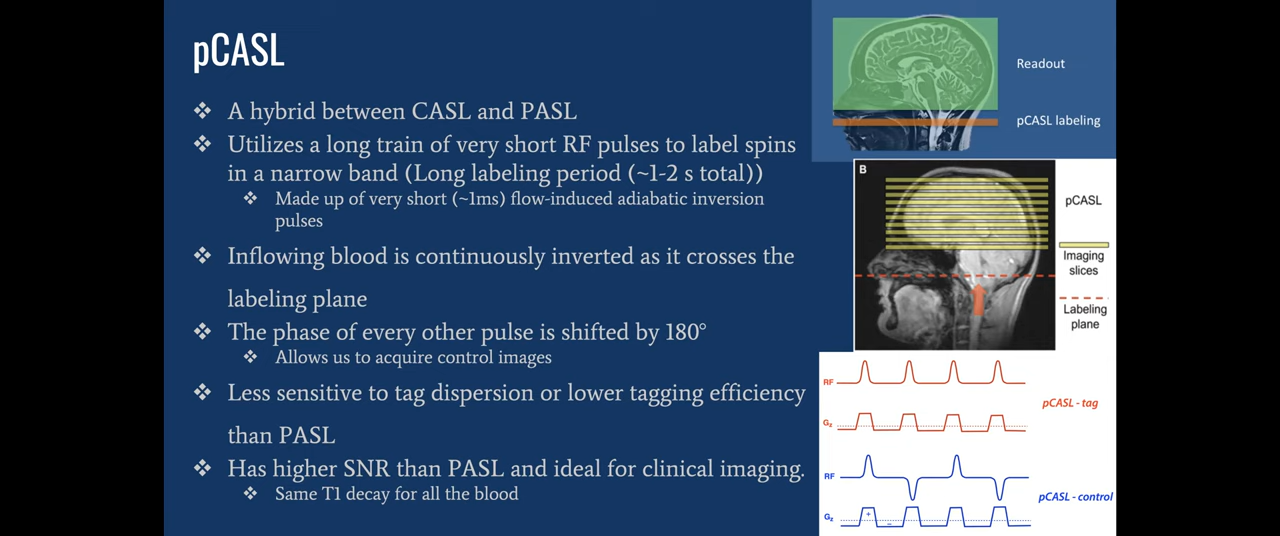 pCASL
❖ A hybrid between CASL and PASL
❖ Utilizes a long train of very short RF pulses to label spins
in a narrow band (Long labeling period (~1-2 s total))
❖ Made up of very short (~1ms) flow-induced adiabatic inversion
pulses
❖ Inflowing blood is continuously inverted as it crosses the
labeling plane
❖ The phase of every other pulse is shifted by 180°
❖ Allows us to acquire control images
❖ Less sensitive to tag dispersion or lower tagging efficiency
than PASL
❖ Has higher SNR than PASL and ideal for clinical imaging.
❖ Same T1 decay for all the blood
Readout
pCASL labeling
B
pCASL
Imaging
slices
Labeling
plane
RF
pCASL - tag
Gz
RF
pCASL - control
Gz
+
–